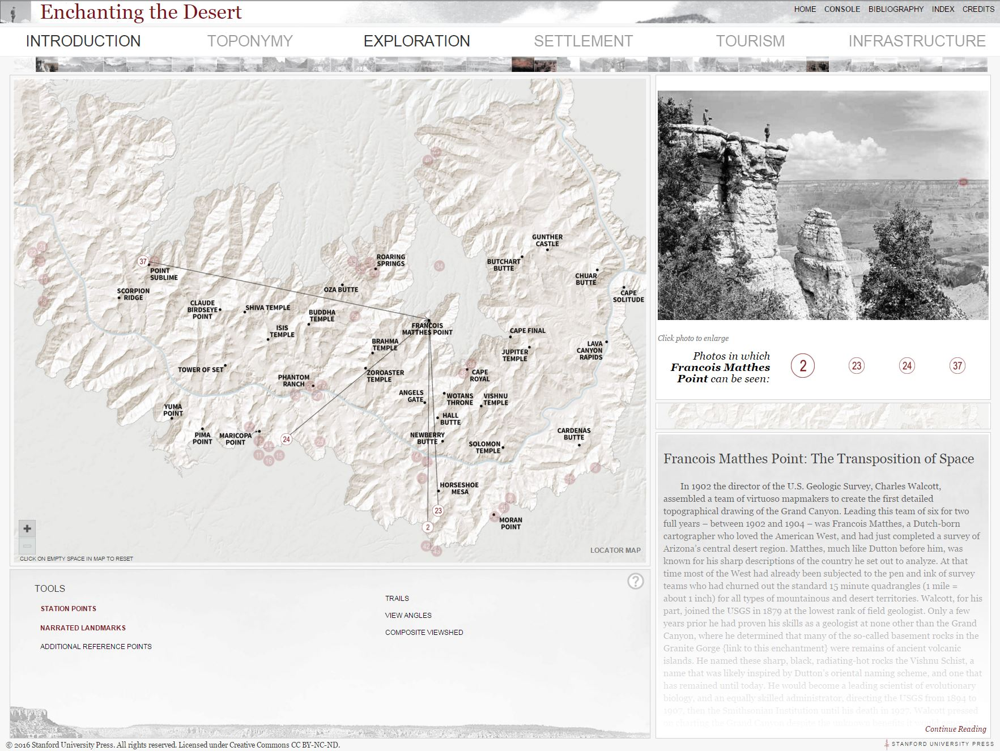 Enchanting the Desert
HOME CONSOLE BIBLIOGRAPHY INDEX CREDITS
INTRODUCTION TOPONYMY EXPLORATION SETTLEMENT TOURISM INFRASTRUCTURE
GUNTHER
CASTLE
ROARING
SPRINGS
BUTCHART
BUTTE
34
37
POINT
SUBLIME
CHUAR
BUTTE
SCORPION
RIDGE
OZA BUTTE
CAPE
SOLITUDE
CLAUDE
BIRDSEYE
POINT
SHIVA TEMPLE
BUDDHA
TEMPLE
ISIS
TEMPLE
FRANCOIS
MATTHES POINT
CAPE FINAL
BRAHMA
TEMPLE
JUPITER
TEMPLE
LAVA
CANYON
RAPIDS
TOWER OF SET
ZOROASTER
TEMPLE
CAPE
ROYAL
PHANTOM
RANCH
ANGELS
GATE
WOTANS
THRONE
VISHNU
TEMPLE
YUMA
POINT
HALL
BUTTE
PIMA
POINT
MARICOPA
POINT
24
NEWBERRY
BUTTE
SOLOMON
TEMPLE
CARDENAS
BUTTE
11
15
16
HORSESHOE
MESA
23
2
MORAN
POINT
42
43
+
−
LOCATOR MAP
CLICK ON EMPTY SPACE IN MAP TO RESET
TOOLS
STATION POINTS
NARRATED LANDMARKS
ADDITIONAL REFERENCE POINTS
TRAILS
VIEW ANGLES
COMPOSITE VIEWSHED
?
Click photo to enlarge
Photos in which
Francois Matthes
Point can be seen:
2 23 24 37
Francois Matthes Point: The Transposition of Space
In 1902 the director of the U.S. Geologic Survey, Charles Walcott,
assembled a team of virtuoso mapmakers to create the first detailed
topographical drawing of the Grand Canyon. Leading this team of six for two
full years – between 1902 and 1904 – was Francois Matthes, a Dutch-born
cartographer who loved the American West, and had just completed a survey of
Arizona's central desert region. Matthes, much like Dutton before him, was
known for his sharp descriptions of the country he set out to analyze. At that
time most of the West had already been subjected to the pen and ink of survey
teams who had churned out the standard 15 minute quadrangles (1 mile =
about 1 inch) for all types of mountainous and desert territories. Walcott, for his
part, joined the USGS in 1879 at the lowest rank of field geologist. Only a few
years prior he had proven his skills as a geologist at none other than the Grand
Canyon, where he determined that many of the so-called basement rocks in the
Granite Gorge {link to this enchantment} were remains of ancient volcanic
islands. He named these sharp, black, radiating-hot rocks the Vishnu Schist, a
name that was likely inspired by Dutton's oriental naming scheme, and one that
has remained until today. He would become a leading scientist of evolutionary
biology, and an equally skilled administrator, directing the USGS from 1894 to
1907, then the Smithsonian Institution until his death in 1927. Walcott pressed
on charting the Grand Canyon despite the unknown benefits it
Continue Reading
© 2016 Stanford University Press. All rights reserved. Licensed under Creative Commons CC BY-NC-ND.
STANFORD UNIVERSITY PRESS